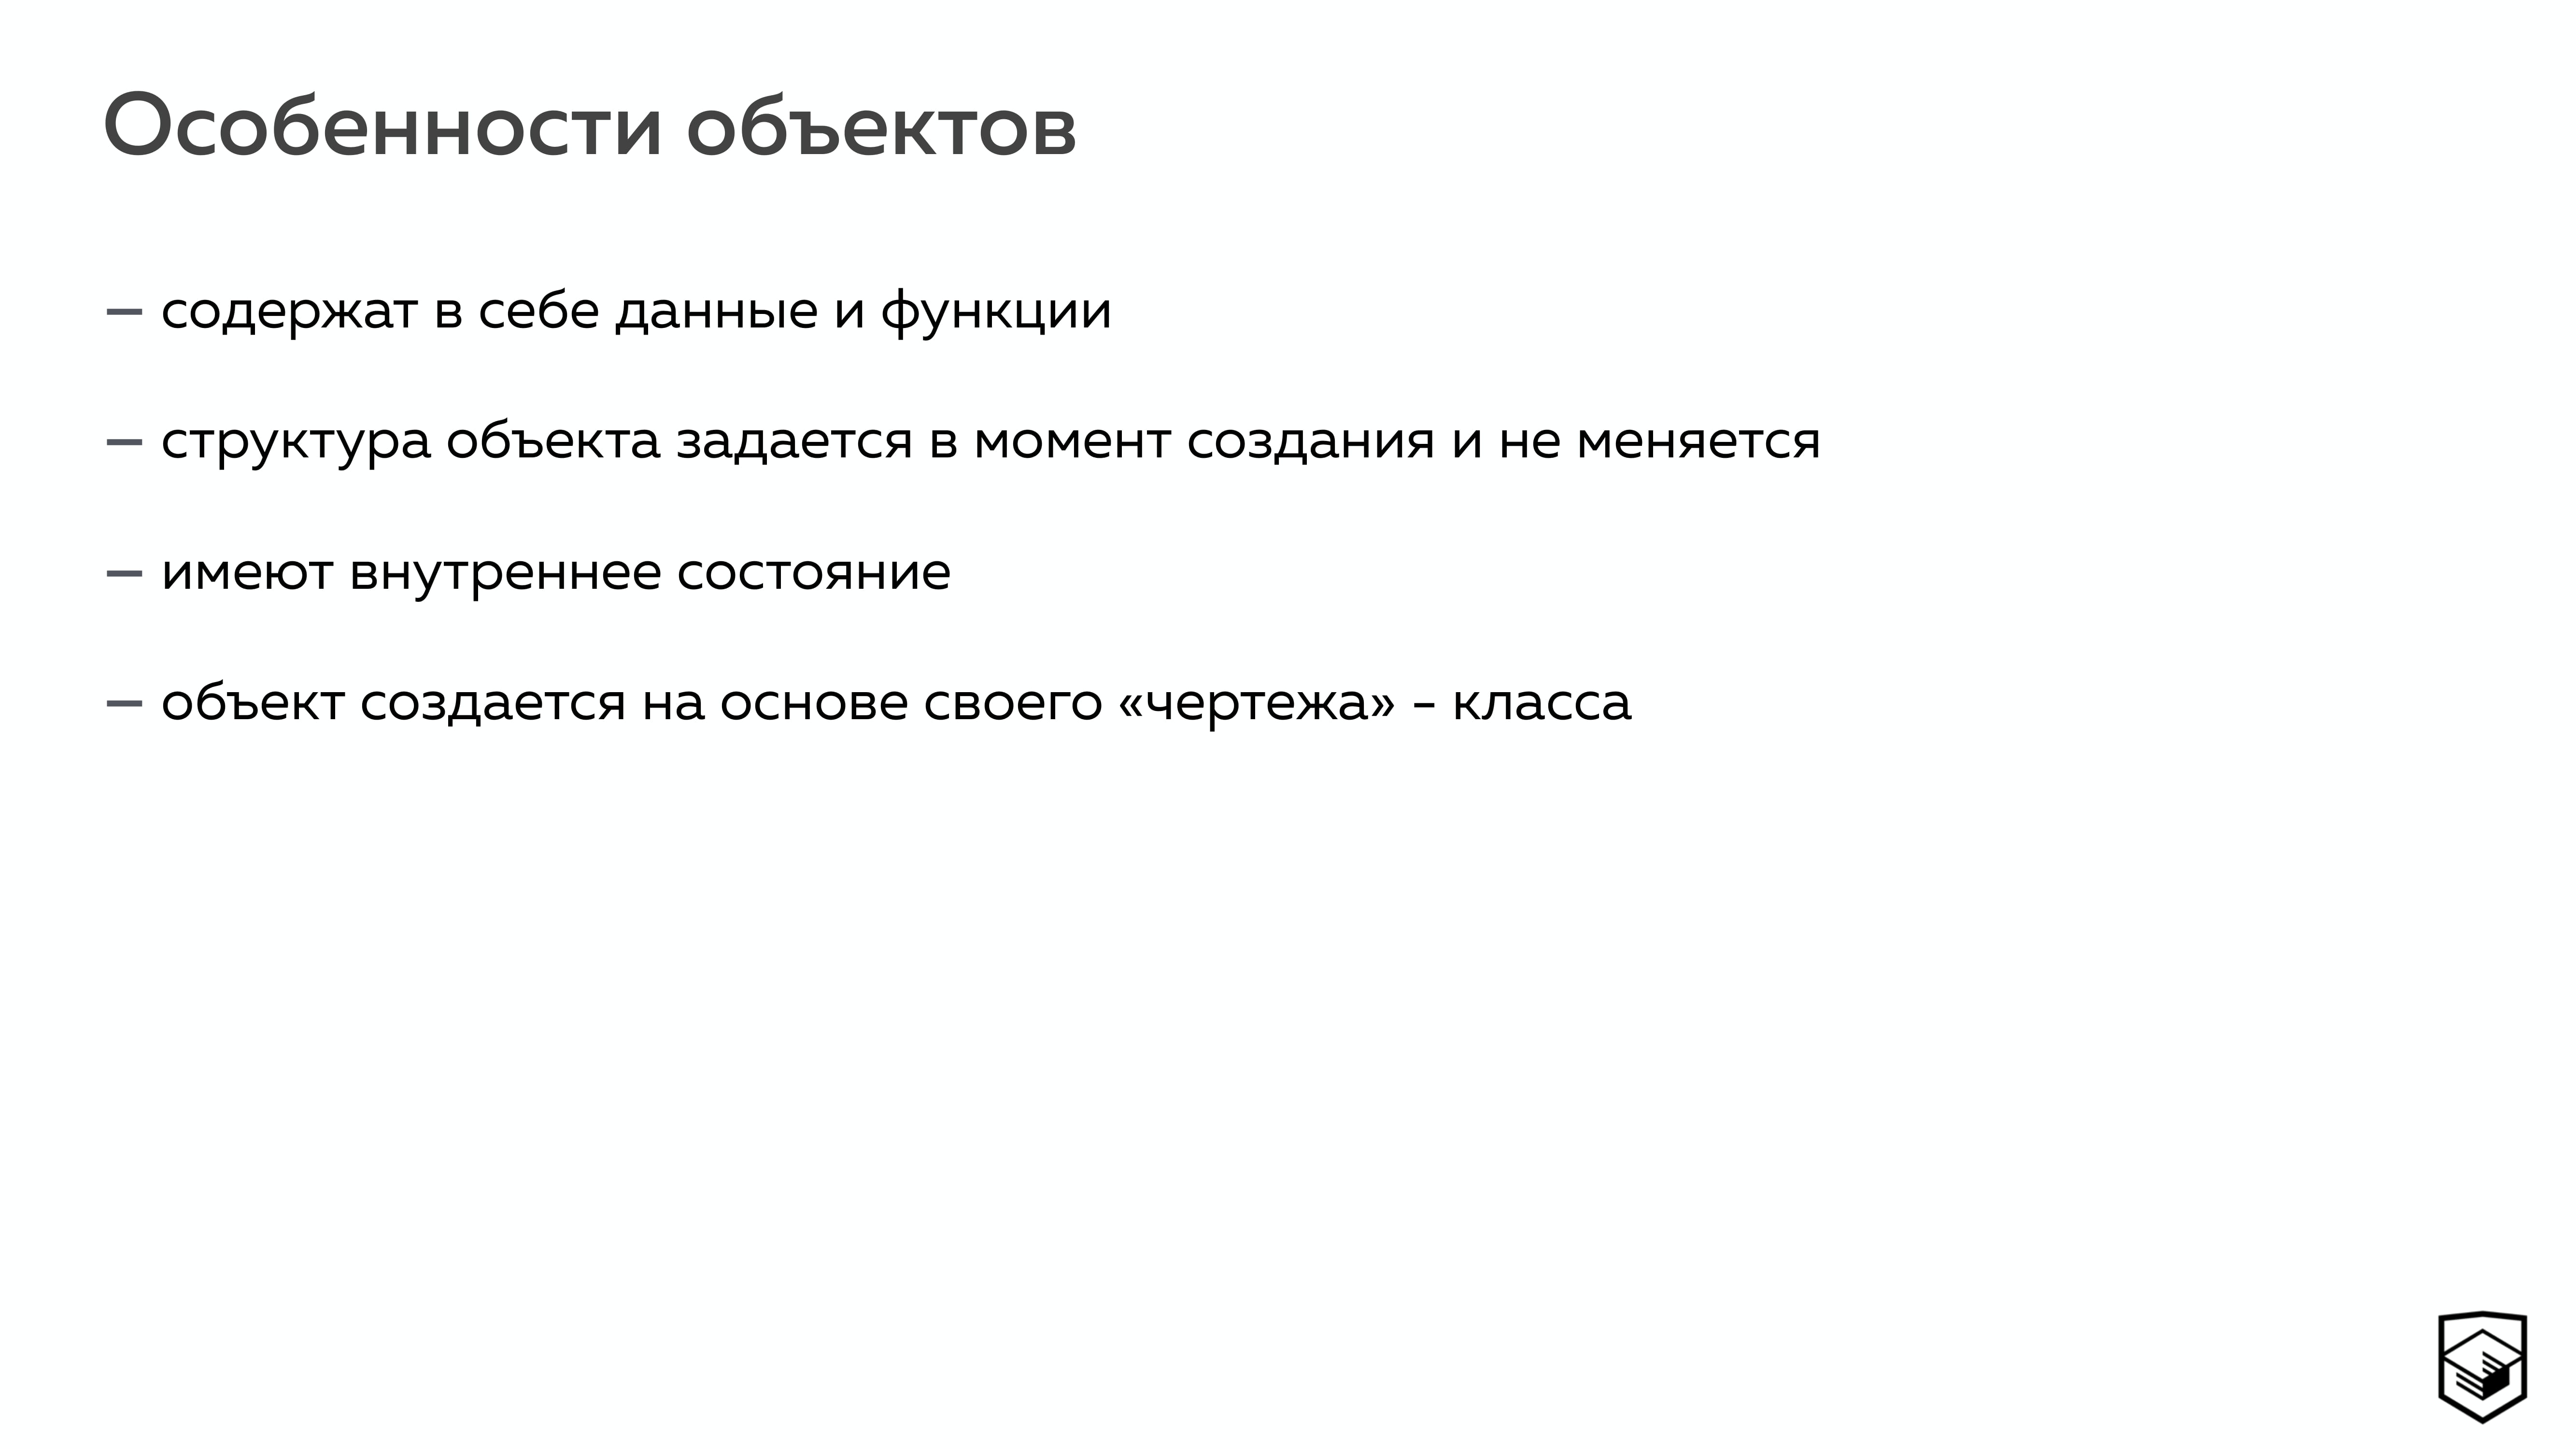 Особенности объектов
— содержат в себе данные и функции
— структура объекта задается в момент создания и не меняется
— имеют внутреннее состояние
— объект создается на основе своего «чертежа» - класса